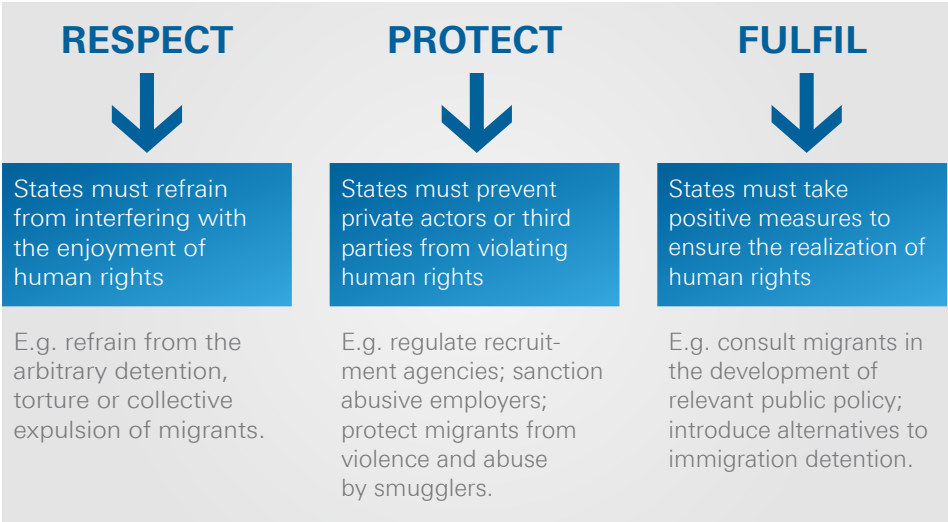 RESPECT
States must refrain
from interfering with
the enjoyment of
human rights
E.g. refrain from the
arbitrary detention,
torture or collective
expulsion of migrants.
PROTECT
States must prevent
private actors or third
parties from violating
human rights
E.g. regulate recruit-
ment agencies; sanction
abusive employers;
protect migrants from
violence and abuse
by smugglers.
FULFIL
States must take
positive measures to
ensure the realization of
human rights
E.g. consult migrants in
the development of
relevant public policy;
introduce alternatives to
immigration detention.